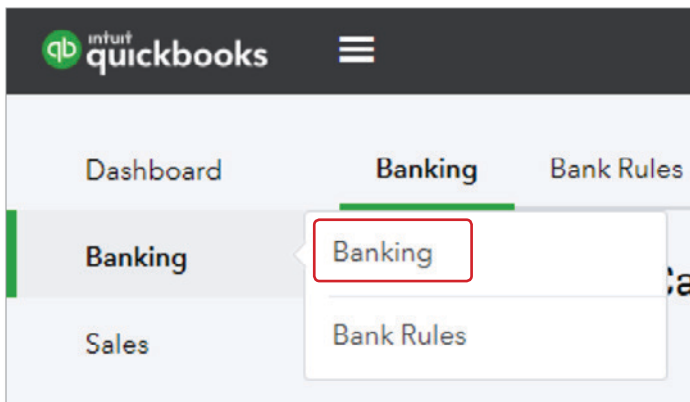 intuit
quickbooks
Dashboard
Banking
Bank Rules
Banking
Banking
Sales
Bank Rules